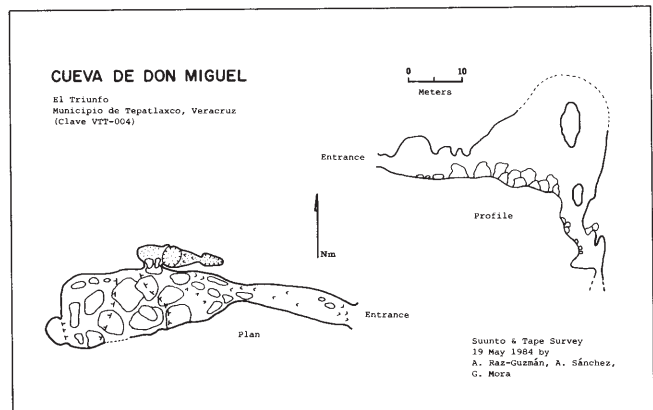 CUEVA DE DON MIGUEL
El Triunfo
Municipio de Tepatlaxco, Veracruz
(Clave VTT-004)
0 10
Meters
Entrance
Profile
Nm
Entrance
Plan
Suunto & Tape Survey
19 May 1984 by
A. Raz-Guzmán, A. Sánchez,
G. Mora